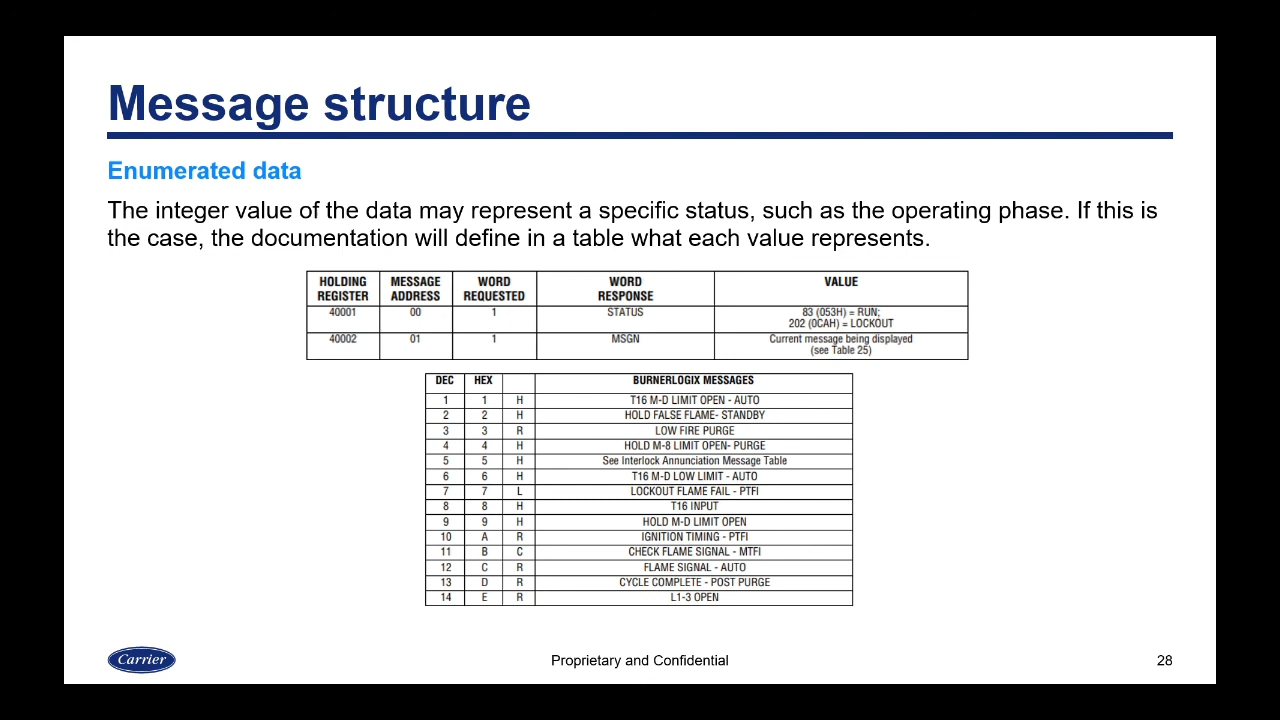 Message structure
Enumerated data
The integer value of the data may represent a specific status, such as the operating phase. If this is
the case, the documentation will define in a table what each value represents.
HOLDING REGISTER MESSAGE ADDRESS WORD REQUESTED WORD RESPONSE VALUE
40001 00 1 STATUS 83 (053H) = RUN;
202 (0CAH) = LOCKOUT
40002 01 1 MSGN Current message being displayed
(see Table 25)
DEC HEX BURNERLOGIX MESSAGES
1 1 H T16 M-D LIMIT OPEN - AUTO
2 2 H HOLD FALSE FLAME- STANDBY
3 3 R LOW FIRE PURGE
4 4 H HOLD M-8 LIMIT OPEN- PURGE
5 5 H See Interlock Annunciation Message Table
6 6 H T16 M-D LOW LIMIT - AUTO
7 7 L LOCKOUT FLAME FAIL - PTFI
8 8 H T16 INPUT
9 9 H HOLD M-D LIMIT OPEN
10 A R IGNITION TIMING - PTFI
11 B C CHECK FLAME SIGNAL - MTFI
12 C R FLAME SIGNAL - AUTO
13 D R CYCLE COMPLETE - POST PURGE
14 E R L1-3 OPEN
Carrier Proprietary and Confidential 28